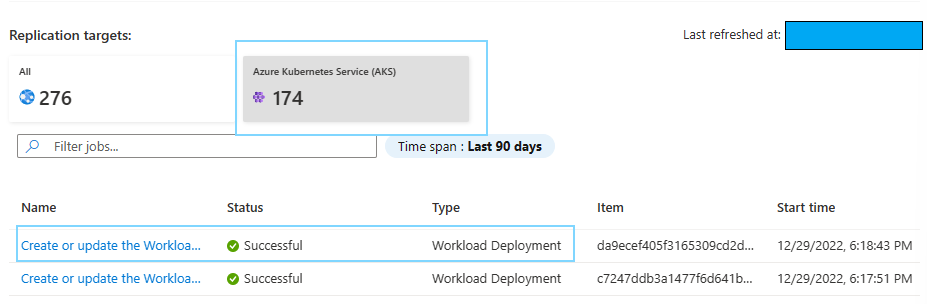 Replication targets:
Last refreshed at:
All
276
Azure Kubernetes Service (AKS)
174
Filter jobs...
Time span : Last 90 days
Name Status Type Item Start time
Create or update the Workloa... Successful Workload Deployment da9ecef405f3165309cd2d... 12/29/2022, 6:18:43 PM
Create or update the Workloa... Successful Workload Deployment c7247ddb3a1477f6d641b... 12/29/2022, 6:17:51 PM